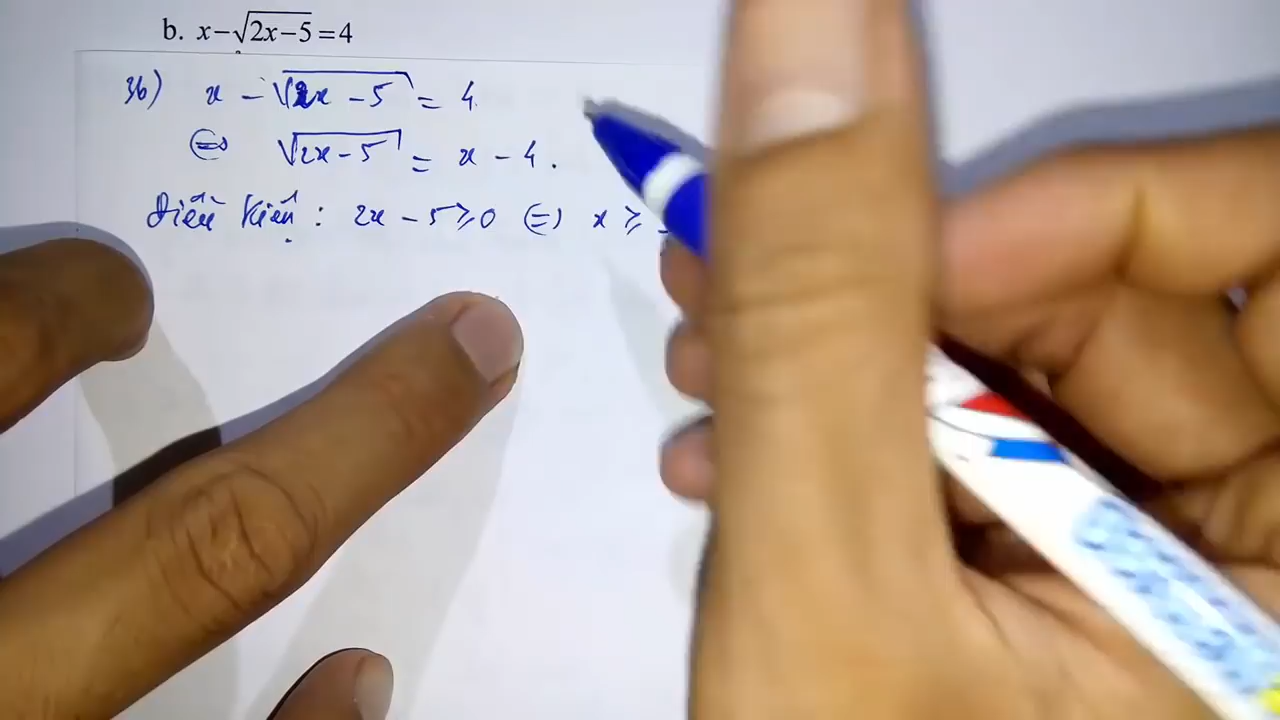 b. x−√2x−5=4
3b) x − √2x − 5 = 4
⇔ √2x − 5 = x − 4.
Điều kiện : 2x − 5 ≥ 0 ⇔ x ≥